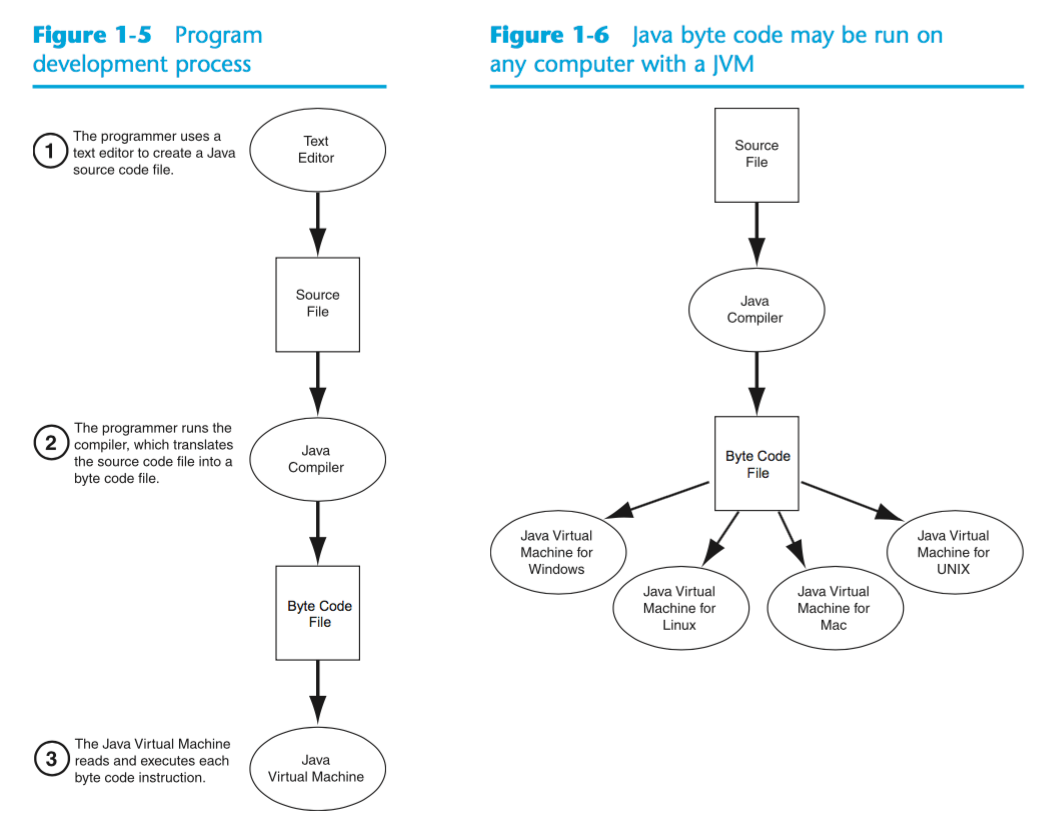 Figure 1-5 Program
development process
1
The programmer uses a
text editor to create a Java
source code file.
Text
Editor
Source
File
2
The programmer runs the
compiler, which translates
the source code file into a
byte code file.
Java
Compiler
Byte Code
File
3
The Java Virtual Machine
reads and executes each
byte code instruction.
Java
Virtual Machine
Figure 1-6 Java byte code may be run on
any computer with a JVM
Source
File
Java
Compiler
Byte Code
File
Java Virtual
Machine for
Windows
Java Virtual
Machine for
Linux
Java Virtual
Machine for
Mac
Java Virtual
Machine for
UNIX